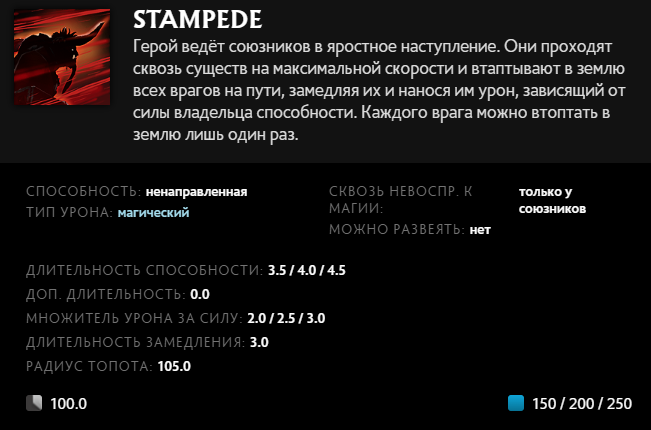 STAMPEDE
Герой ведёт союзников в яростное наступление. Они проходят
сквозь существ на максимальной скорости и втаптывают в землю
всех врагов на пути, замедляя их и нанося им урон, зависящий от
силы владельца способности. Каждого врага можно втоптать в
землю лишь один раз.
СПОСОБНОСТЬ: ненаправленная
ТИП УРОНА: магический
СКВОЗЬ НЕВОСПР. К МАГИИ: только у союзников
МОЖНО РАЗВЕЯТЬ: нет
ДЛИТЕЛЬНОСТЬ СПОСОБНОСТИ: 3.5 / 4.0 / 4.5
ДОП. ДЛИТЕЛЬНОСТЬ: 0.0
МНОЖИТЕЛЬ УРОНА ЗА СИЛУ: 2.0 / 2.5 / 3.0
ДЛИТЕЛЬНОСТЬ ЗАМЕДЛЕНИЯ: 3.0
РАДИУС ТОПОТА: 105.0
100.0
150 / 200 / 250